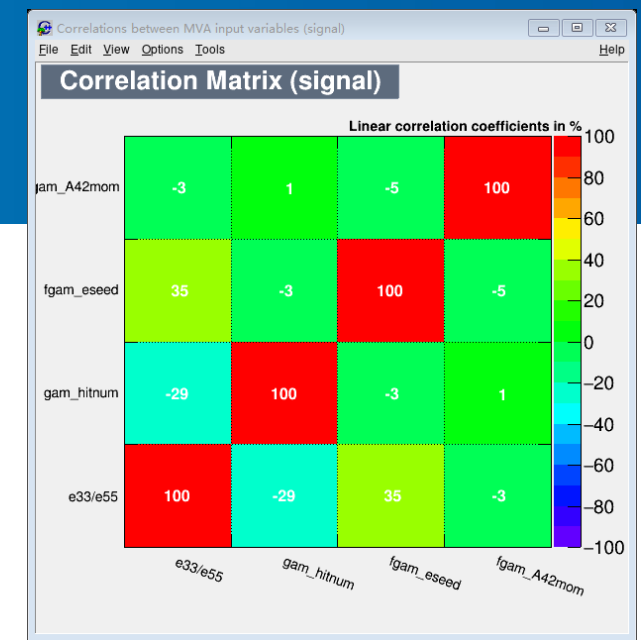 Correlations between MVA input variables (signal)
File Edit View Options Tools Help
Correlation Matrix (signal)
Linear correlation coefficients in %
gam_A42mom -3 1 -5 100
fgam_eseed 35 -3 100 -5
gam_hitnum -29 100 -3 1
e33/e55 100 -29 35 -3
e33/e55 gam_hitnum fgam_eseed fgam_A42mom
100
80
60
40
20
0
−20
−40
−60
−80
−100